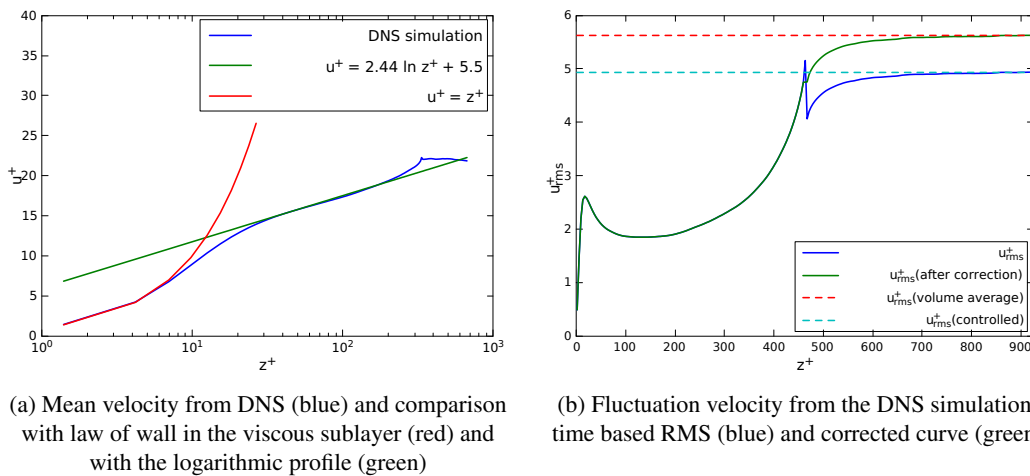 40
35
30
25
20
15
10
5
0
u+
10^0
10^1
10^2
10^3
z+
DNS simulation
u+ = 2.44 ln z+ + 5.5
u+ = z+
6
5
4
3
2
1
0
u+rms
0
100
200
300
400
500
600
700
800
900
z+
u+rms
u+rms(after correction)
u+rms(volume average)
u+rms(controlled)
(a) Mean velocity from DNS (blue) and comparison
with law of wall in the viscous sublayer (red) and
with the logarithmic profile (green)
(b) Fluctuation velocity from the DNS simulation
time based RMS (blue) and corrected curve (green